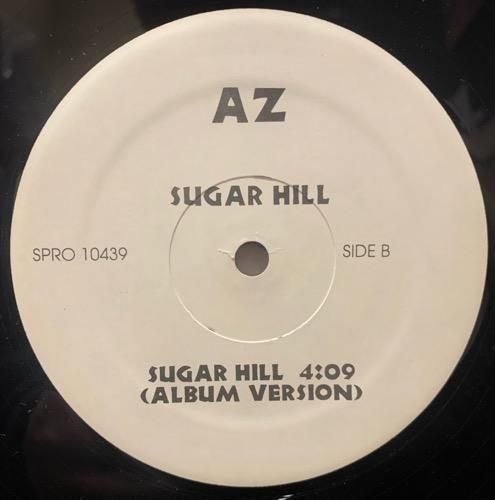 AZ
SUGAR HILL
SPRO 10439
SIDE B
SUGAR HILL 4:09
(ALBUM VERSION)